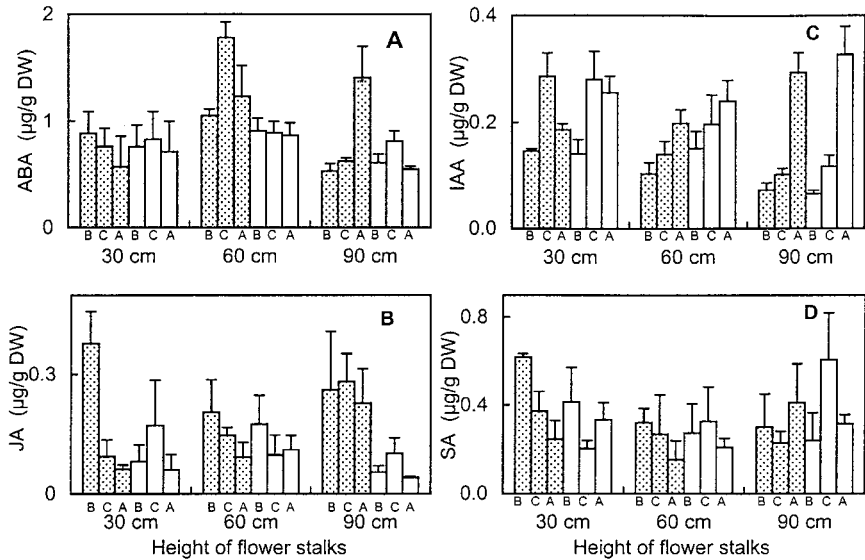 A
ABA (µg/g DW)
2
1
0
B C A B C A B C A B C A B C A B C A
30 cm 60 cm 90 cm
C
IAA (µg/g DW)
0.4
0.2
0.0
B C A B C A B C A B C A B C A B C A
30 cm 60 cm 90 cm
B
JA (µg/g DW)
0.3
0
B C A B C A B C A B C A B C A B C A
30 cm 60 cm 90 cm
Height of flower stalks
D
SA (µg/g DW)
0.8
0.4
0.0
B C A B C A B C A B C A B C A B C A
30 cm 60 cm 90 cm
Height of flower stalks